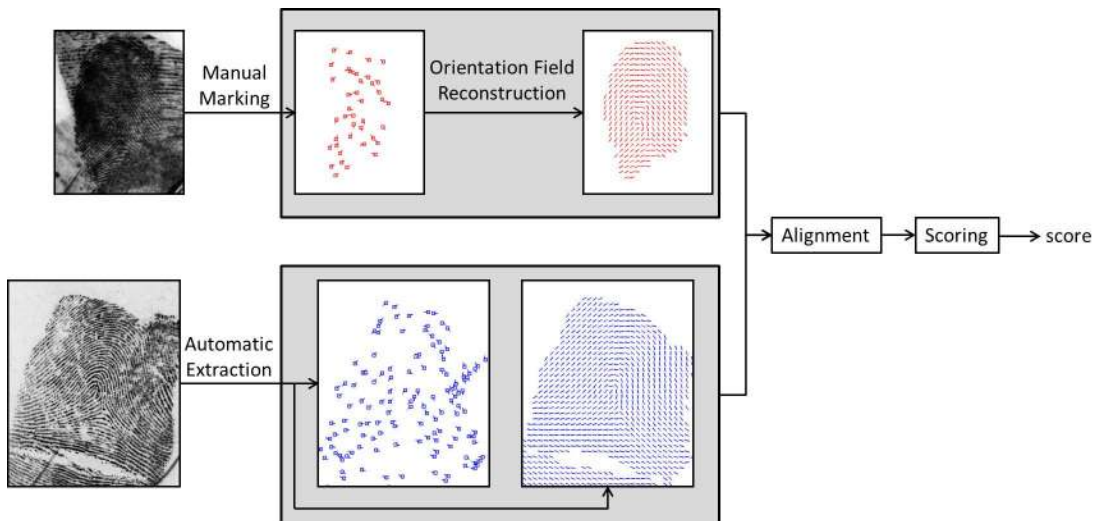 Manual
Marking
Orientation Field
Reconstruction
Alignment
Scoring
score
Automatic
Extraction